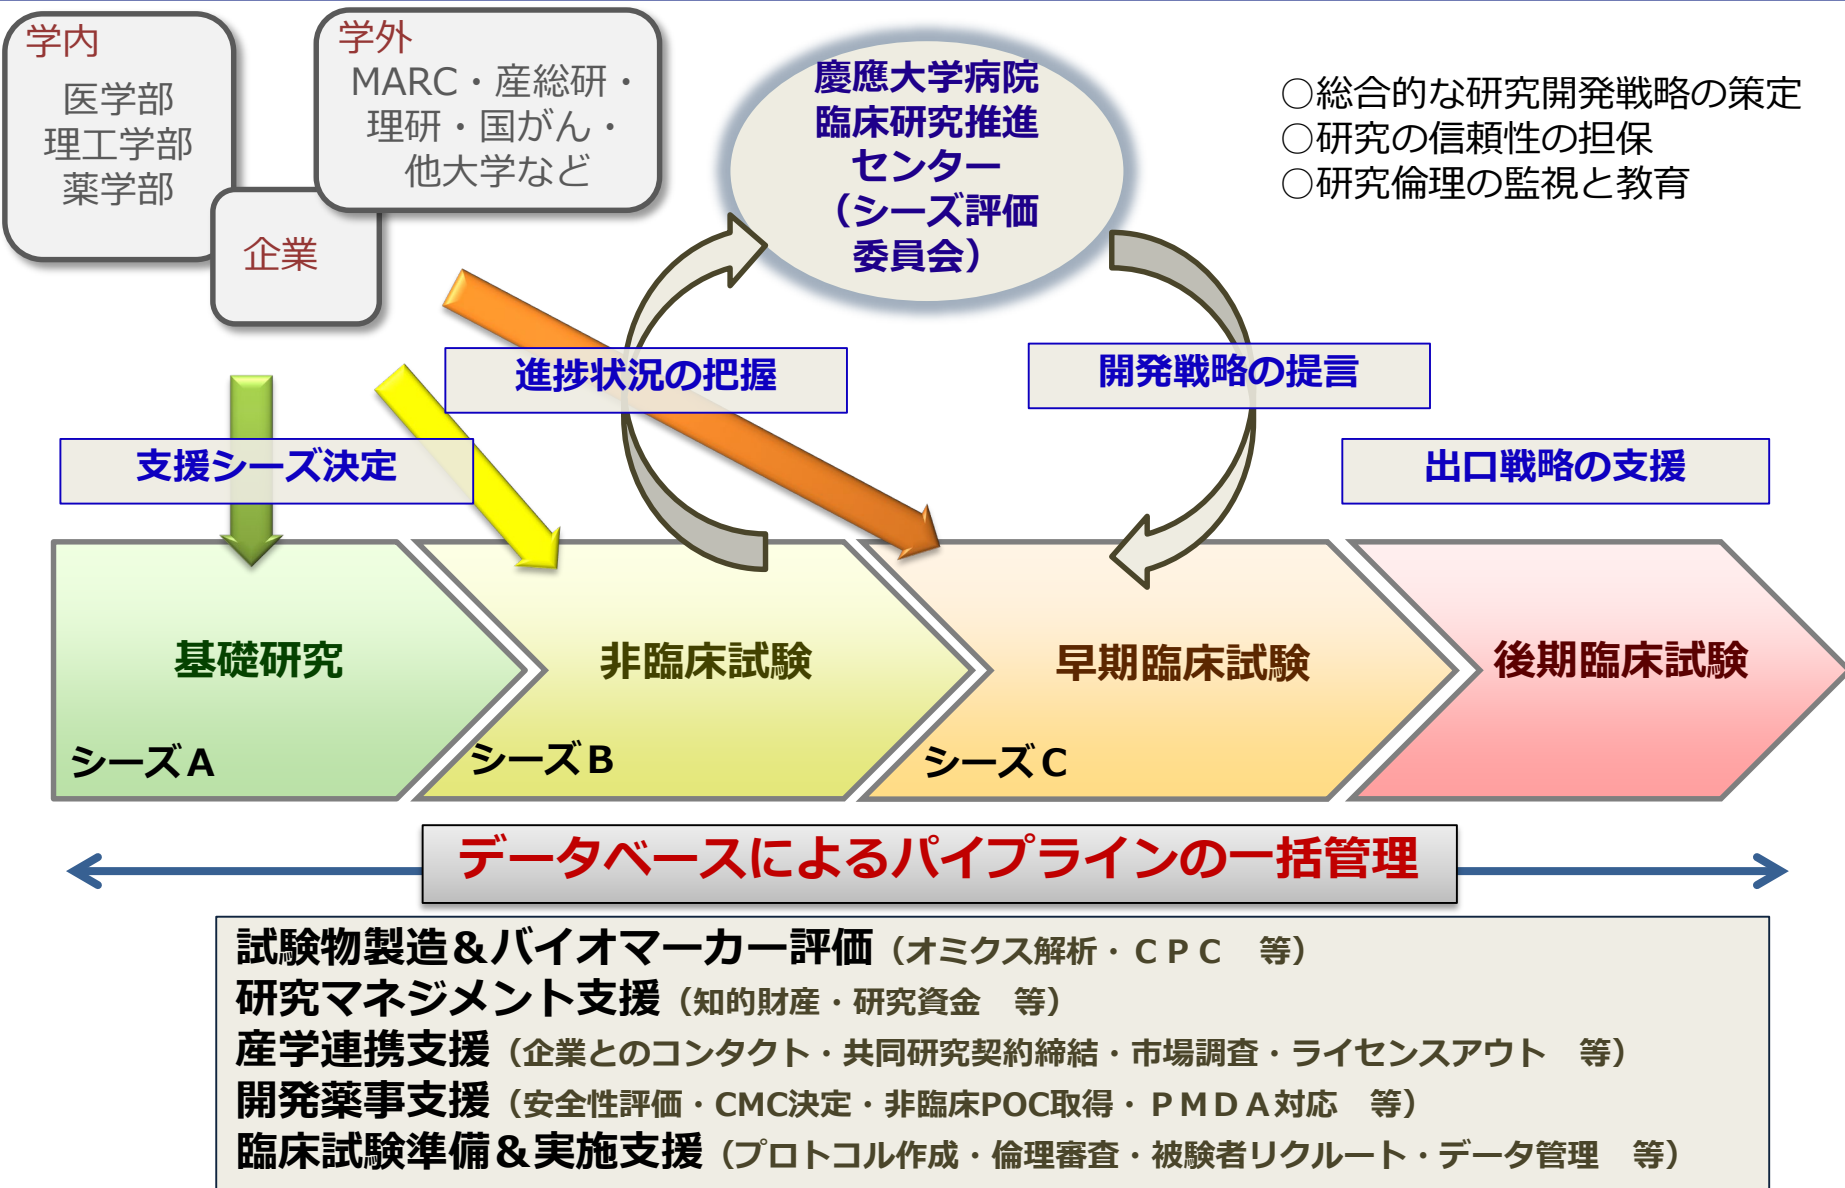 学内
医学部
理工学部
薬学部
学外
MARC・産総研・
理研・国がん・
他大学など
企業
慶應大学病院
臨床研究推進
センター
（シーズ評価
委員会）
○総合的な研究開発戦略の策定
○研究の信頼性の担保
○研究倫理の監視と教育
進捗状況の把握
開発戦略の提言
支援シーズ決定
出口戦略の支援
基礎研究
シーズA
非臨床試験
シーズB
早期臨床試験
シーズC
後期臨床試験
データベースによるパイプラインの一括管理
試験物製造＆バイオマーカー評価（オミクス解析・ＣＰＣ　等）
研究マネジメント支援（知的財産・研究資金　等）
産学連携支援（企業とのコンタクト・共同研究契約締結・市場調査・ライセンスアウト　等）
開発薬事支援（安全性評価・CMC決定・非臨床POC取得・ＰＭＤＡ対応　等）
臨床試験準備＆実施支援（プロトコル作成・倫理審査・被験者リクルート・データ管理　等）